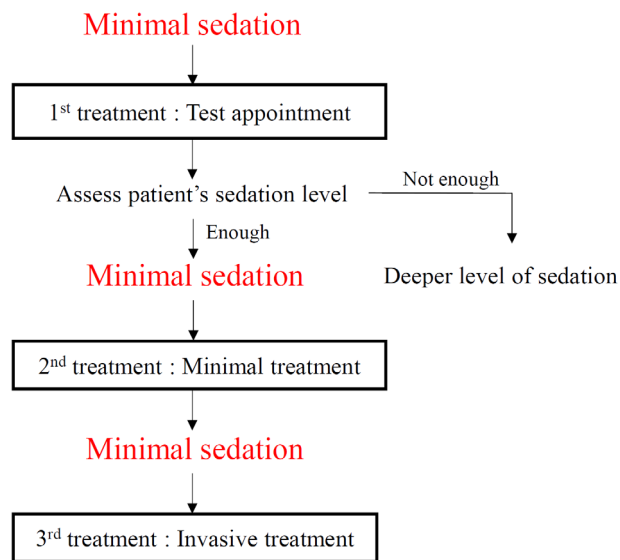 Minimal sedation
1st treatment : Test appointment
Assess patient's sedation level
Not enough
Enough
Minimal sedation
Deeper level of sedation
2nd treatment : Minimal treatment
Minimal sedation
3rd treatment : Invasive treatment